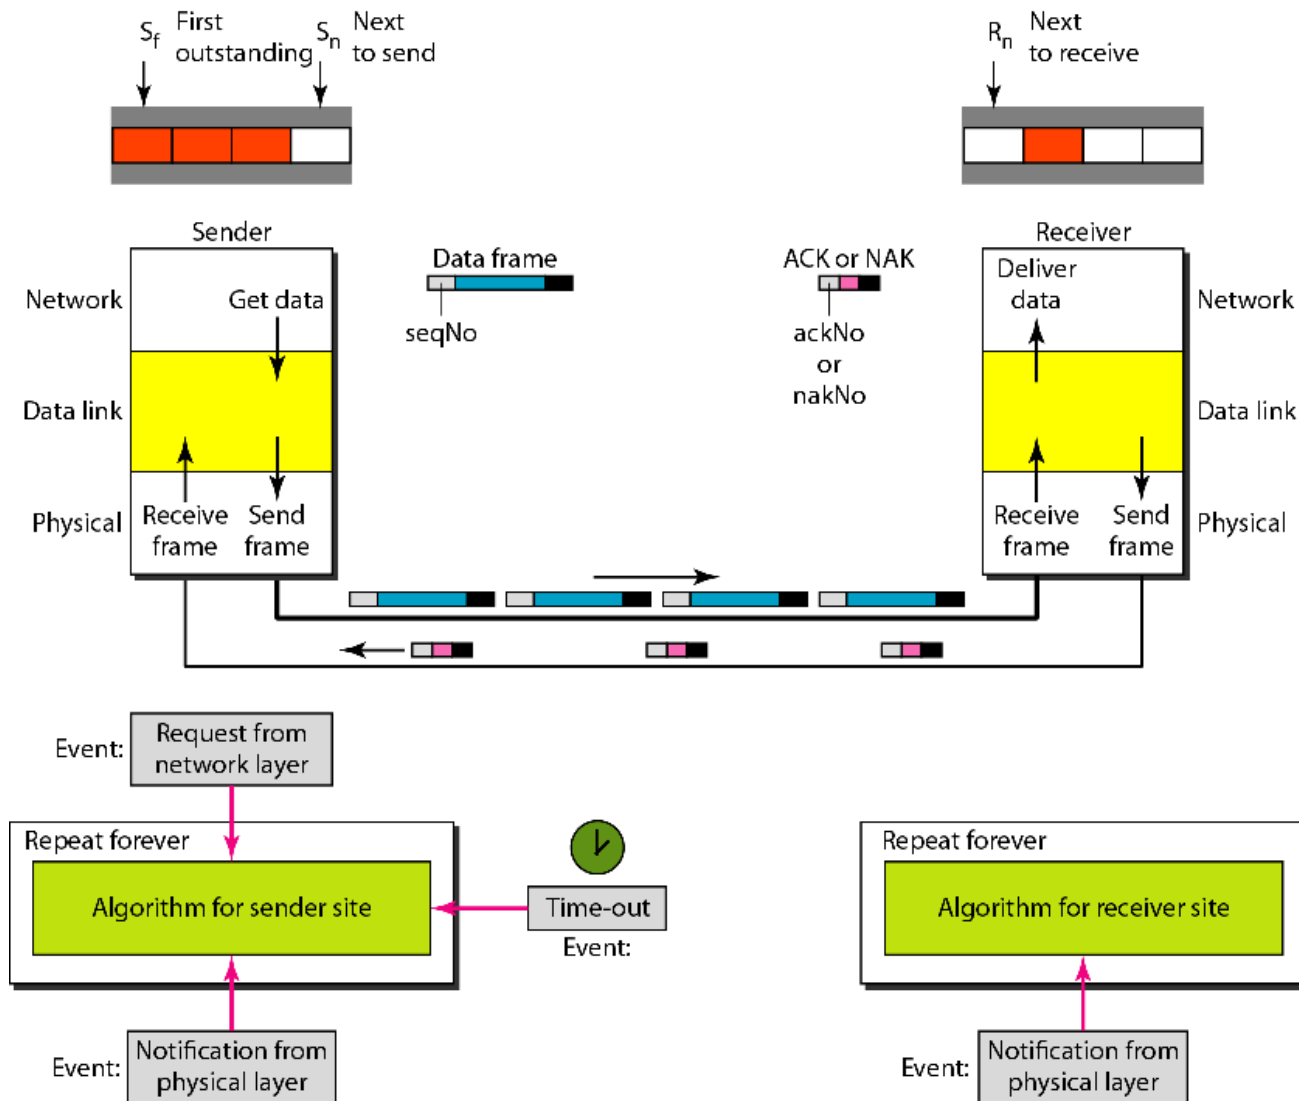 Sf First outstanding
Sn Next to send
Rn Next to receive
Sender
Receiver
Data frame
seqNo
ACK or NAK
ackNo
or
nakNo
Network
Get data
Deliver
data
Network
Data link
Data link
Physical
Receive
frame
Send
frame
Receive
frame
Send
frame
Physical
Event:
Request from
network layer
Repeat forever
Algorithm for sender site
Time-out
Event:
Event:
Notification from
physical layer
Repeat forever
Algorithm for receiver site
Event:
Notification from
physical layer